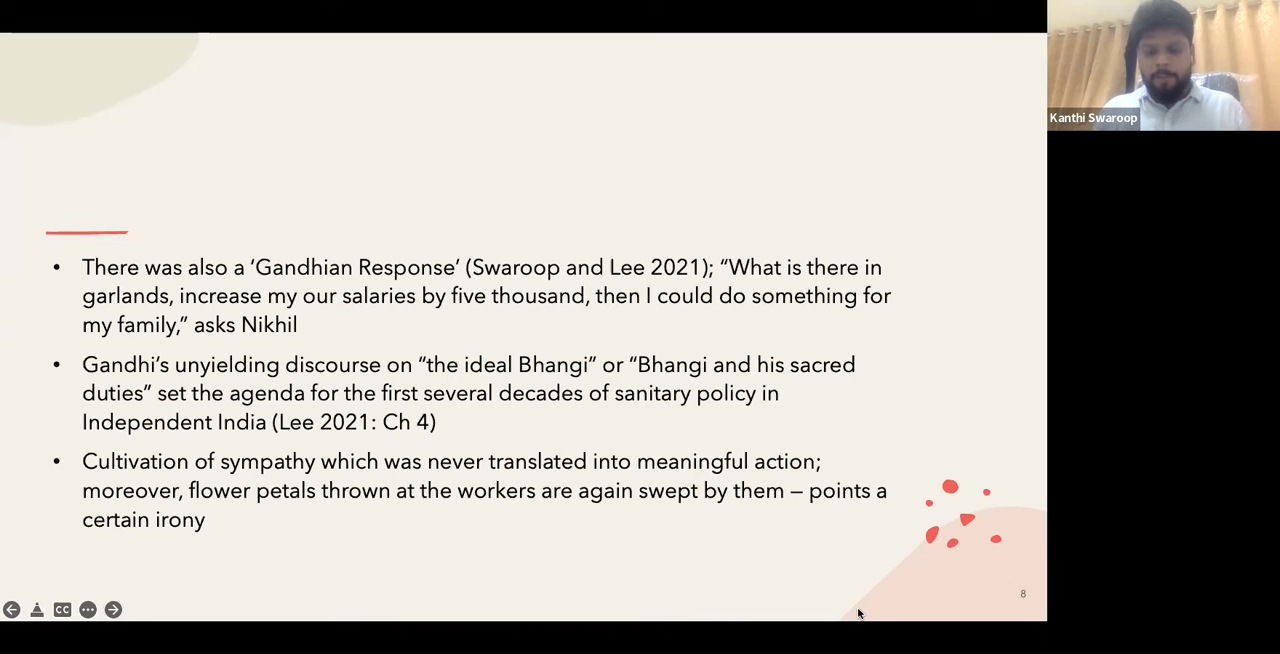 Kanthi Swaroop
• There was also a ‘Gandhian Response’ (Swaroop and Lee 2021); “What is there in
garlands, increase my our salaries by five thousand, then I could do something for
my family,” asks Nikhil
• Gandhi’s unyielding discourse on “the ideal Bhangi” or “Bhangi and his sacred
duties” set the agenda for the first several decades of sanitary policy in
Independent India (Lee 2021: Ch 4)
• Cultivation of sympathy which was never translated into meaningful action;
moreover, flower petals thrown at the workers are again swept by them – points a
certain irony
8
CC